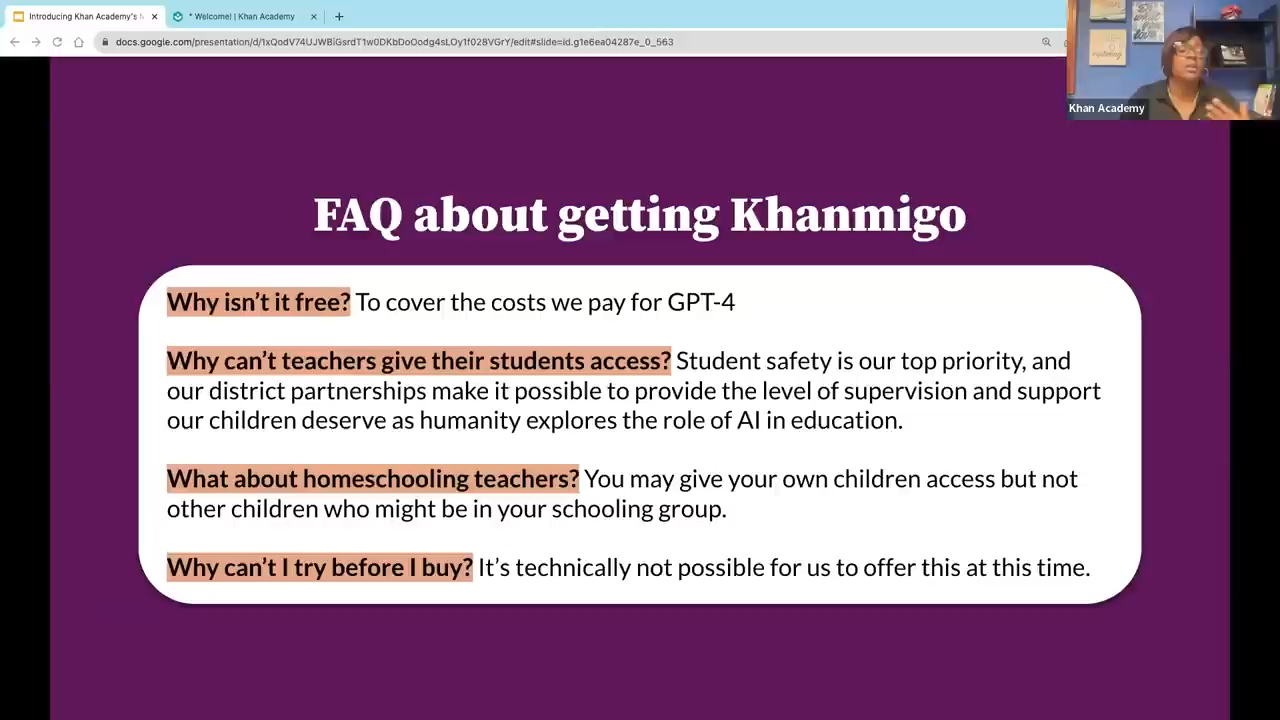 Introducing Khan Academy's
* Welcome! | Khan Academy
docs.google.com/presentation/d/1xQodV74UJWBiGsrdT1w0DKbDoOodg4sLOy1f028VGrY/edit#slide=id.g1e6ea04287e_0_563
Khan Academy
FAQ about getting Khanmigo
Why isn't it free? To cover the costs we pay for GPT-4
Why can't teachers give their students access? Student safety is our top priority, and
our district partnerships make it possible to provide the level of supervision and support
our children deserve as humanity explores the role of AI in education.
What about homeschooling teachers? You may give your own children access but not
other children who might be in your schooling group.
Why can't I try before I buy? It's technically not possible for us to offer this at this time.